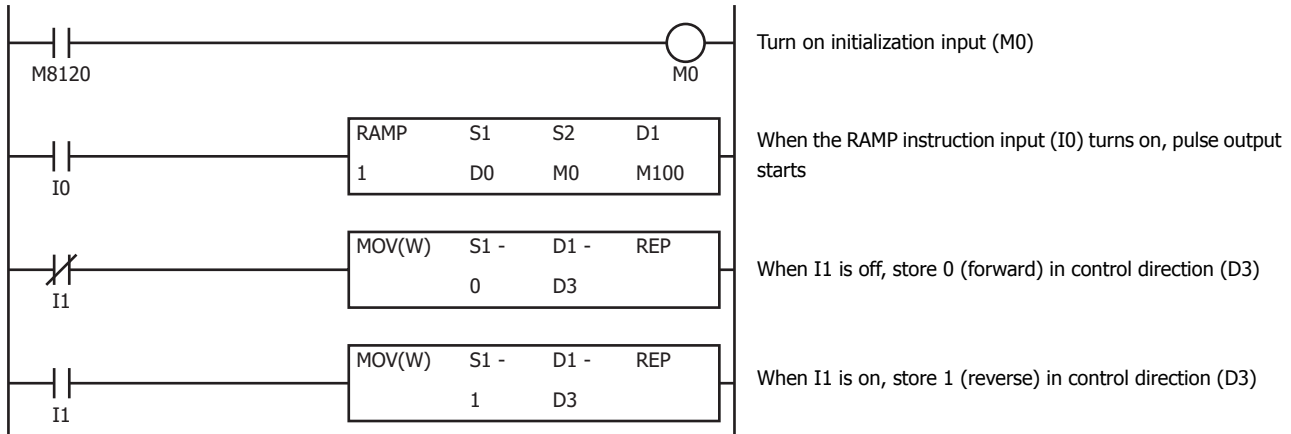 Turn on initialization input (M0)
M8120
M0
RAMP S1 S2 D1
1 D0 M0 M100
I0
When the RAMP instruction input (I0) turns on, pulse output
starts
MOV(W) S1 - D1 - REP
0 D3
I1
When I1 is off, store 0 (forward) in control direction (D3)
MOV(W) S1 - D1 - REP
1 D3
I1
When I1 is on, store 1 (reverse) in control direction (D3)